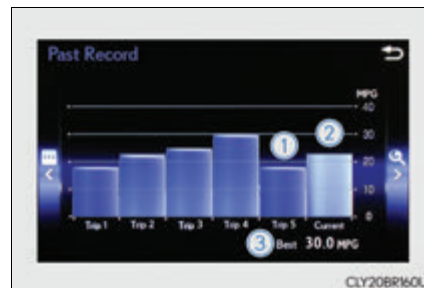 Past Record
MPG
40
30
20
10
0
1
2
Trip 1
Trip 2
Trip 3
Trip 4
Trip 5
Current
3
Best 30.0 MPG
CLY20BR160U